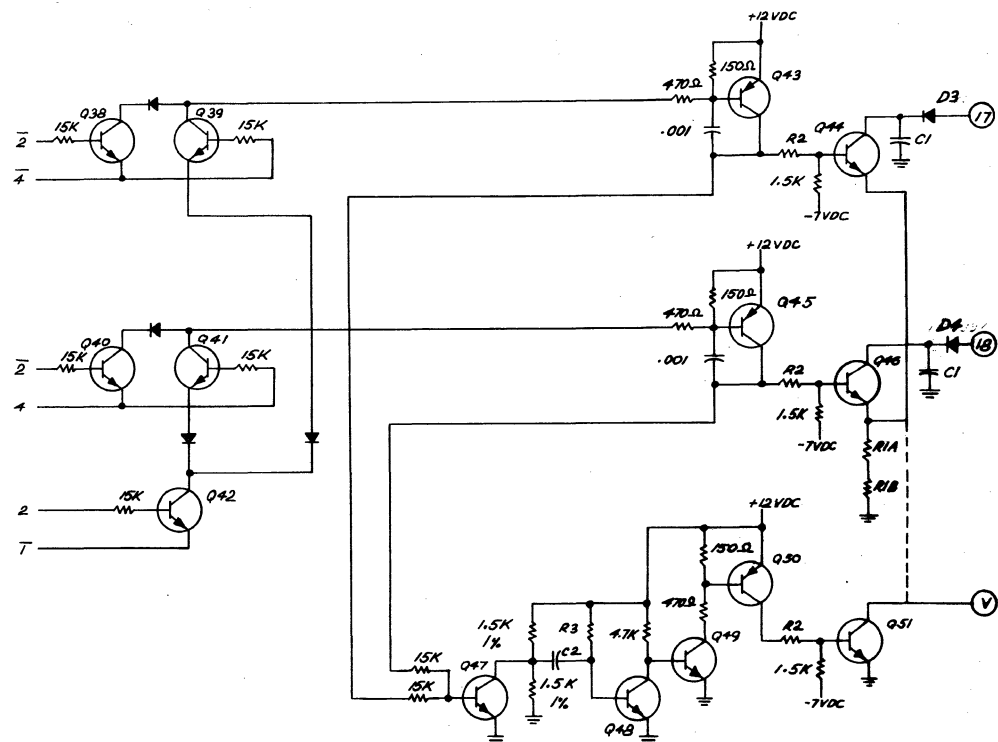 +12VDC
150Ω
Q43
470Ω
D3
17
Q38
Q39
15K
15K
2̅
.001
Q44
R2
C1
4̅
1.5K
-7VDC
+12VDC
150Ω
Q45
470Ω
D4
18
Q40
Q41
15K
15K
2̅
.001
Q46
R2
C1
4
1.5K
-7VDC
R1A
R1B
15K
Q42
2
1̅
+12VDC
150Ω
Q30
470Ω
V
1.5K
1%
R3
4.7K
Q49
R2
Q51
C2
15K
Q47
15K
1.5K
1%
1.5K
-7VDC
Q48